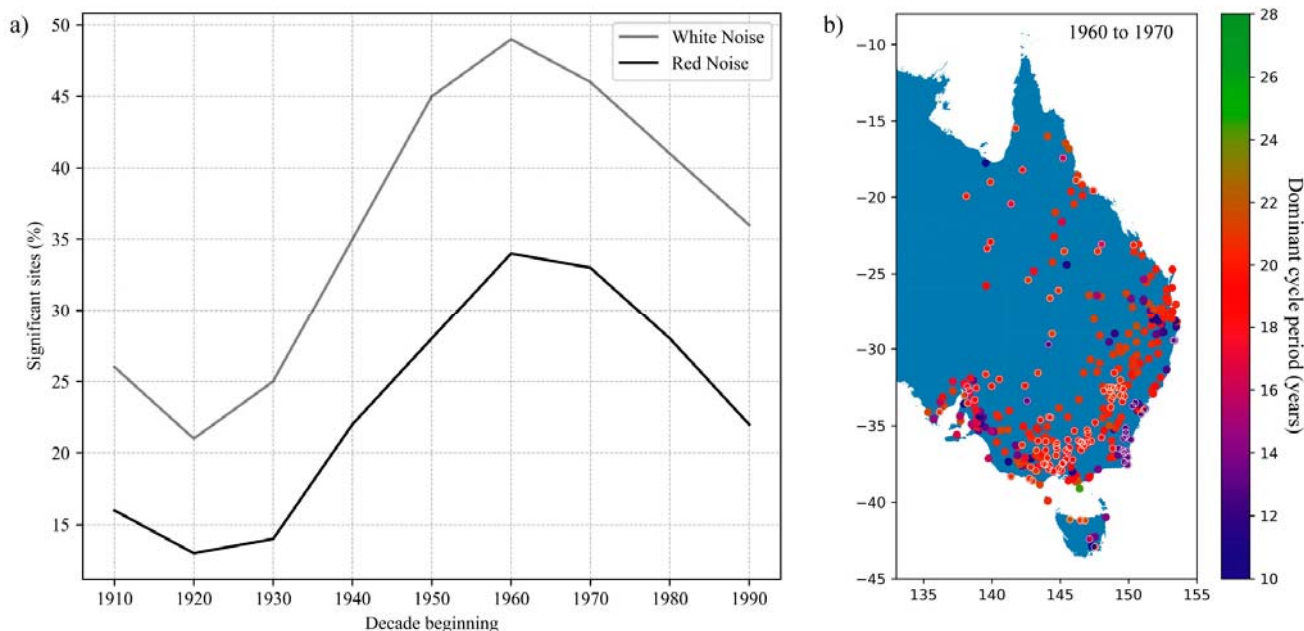 a)
50
45
40
35
30
25
20
15
Significant sites (%)
1910 1920 1930 1940 1950 1960 1970 1980 1990
Decade beginning
White Noise
Red Noise
b)
1960 to 1970
−10
−15
−20
−25
−30
−35
−40
−45
135 140 145 150 155
28
26
24
22
20
18
16
14
12
10
Dominant cycle period (years)